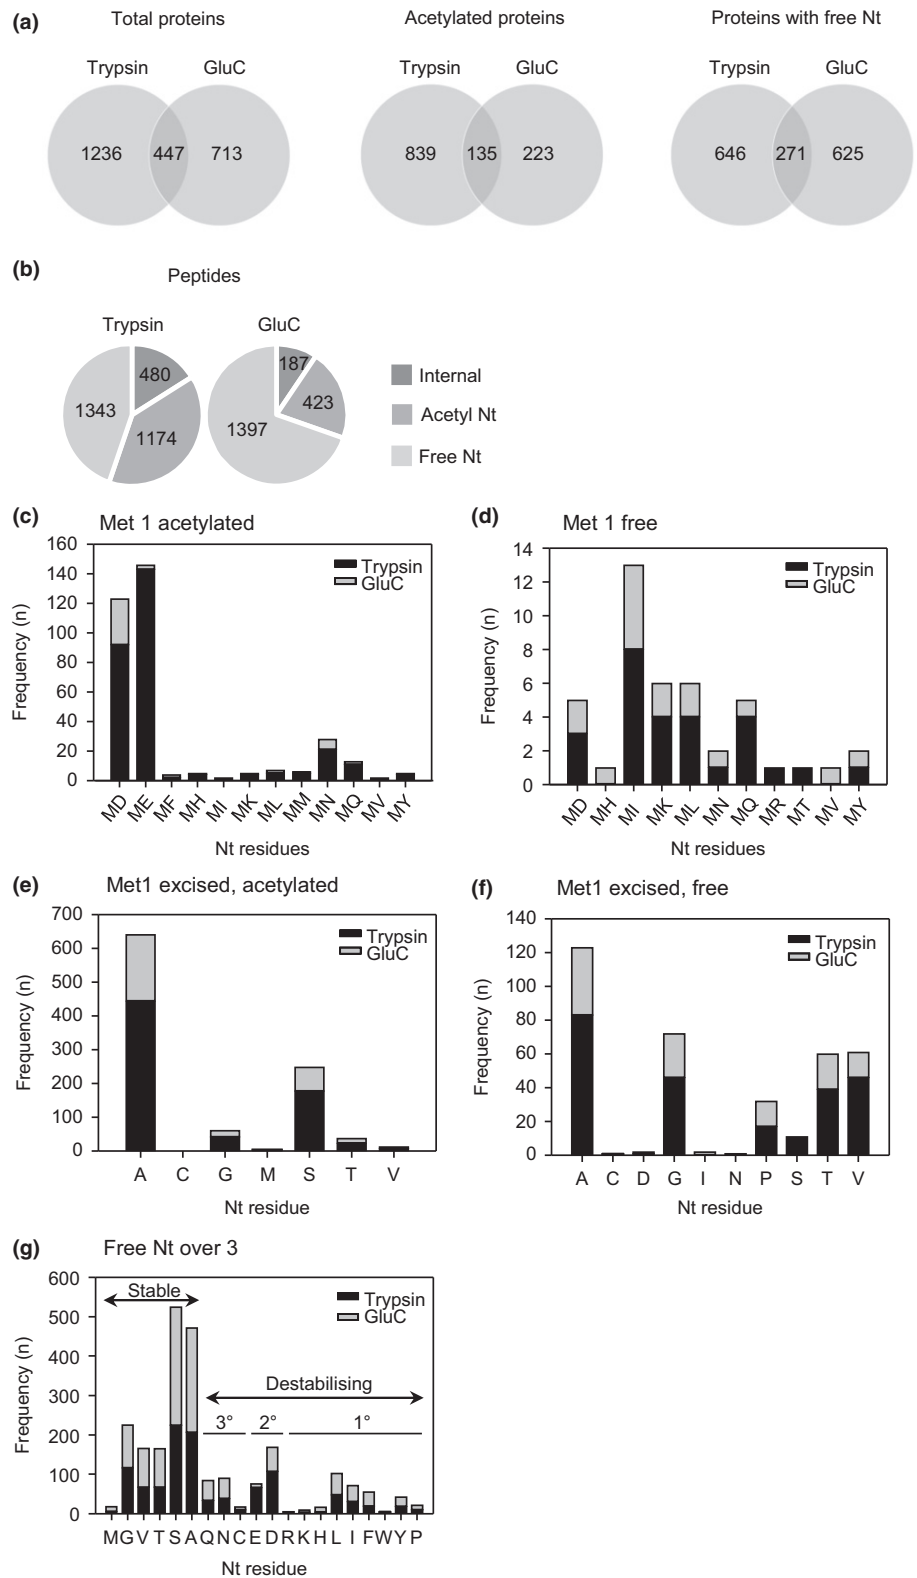 (a)
Total proteins Acetylated proteins Proteins with free Nt
Trypsin GluC Trypsin GluC Trypsin GluC
1236 447 713 839 135 223 646 271 625
(b)
Peptides
Trypsin GluC
480 1343 1174
187 423 1397
Internal
Acetyl Nt
Free Nt
(c) Met 1 acetylated
160
140
120
100
80
60
40
20
0
Frequency (n)
Trypsin
GluC
MD ME MF MH MI MK ML MM MN MQ MV MY
Nt residues
(d) Met 1 free
14
12
10
8
6
4
2
0
Frequency (n)
Trypsin
GluC
MD MH MI MK ML MN MQ MR MT MV MY
Nt residues
(e) Met1 excised, acetylated
700
600
500
400
300
200
100
0
Frequency (n)
Trypsin
GluC
A C G M S T V
Nt residue
(f) Met1 excised, free
140
120
100
80
60
40
20
0
Frequency (n)
Trypsin
GluC
A C D G I N P S T V
Nt residue
(g) Free Nt over 3
600
500
400
300
200
100
0
Frequency (n)
Stable
Trypsin
GluC
Destabilising
3° 2° 1°
M G V T S A Q N C E D R K H L I F W Y P
Nt residue